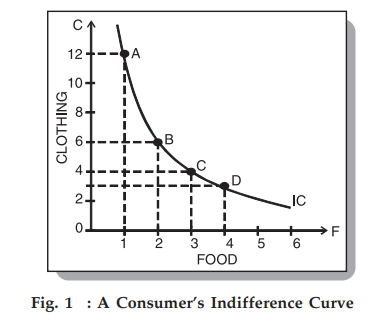 C
12
A
10
8
CLOTHING
6
B
4
C
D
2
IC
0
F
1 2 3 4 5 6
FOOD
Fig. 1 : A Consumer's Indifference Curve